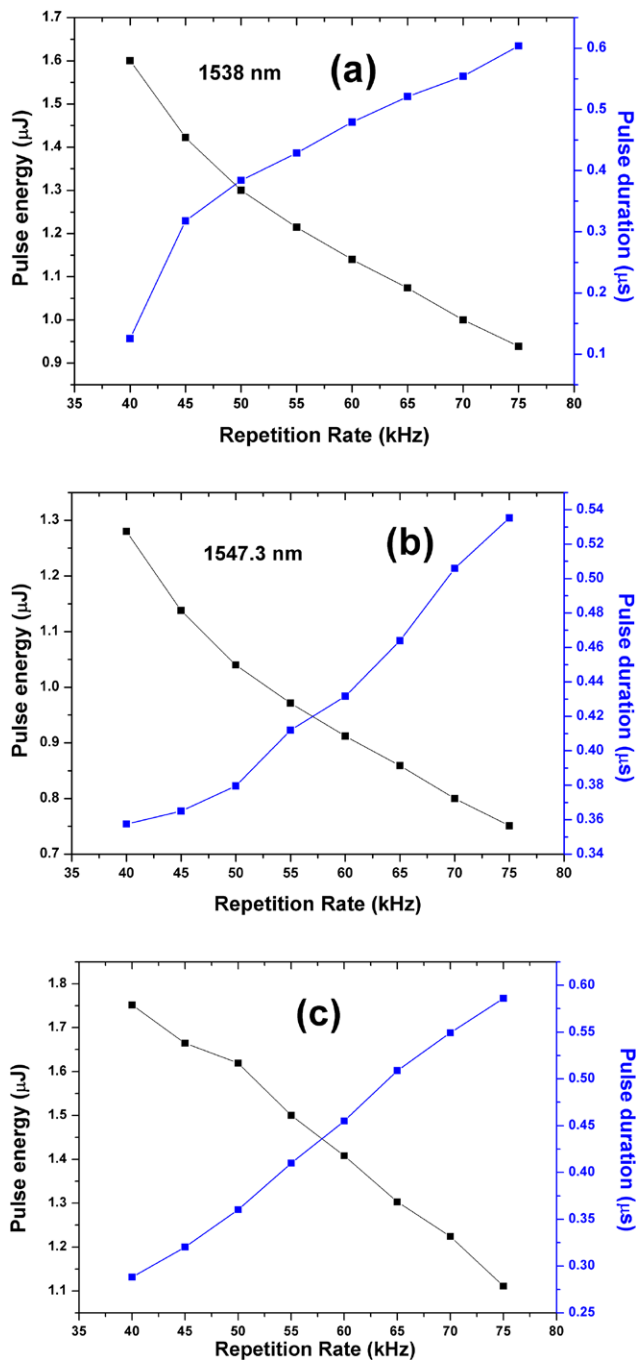 1.7
1.6
1.5
1.4
1.3
1.2
1.1
1.0
0.9
Pulse energy (μJ)
1538 nm
(a)
0.6
0.5
0.4
0.3
0.2
0.1
Pulse duration (μs)
35 40 45 50 55 60 65 70 75 80
Repetition Rate (kHz)
1.3
1.2
1.1
1.0
0.9
0.8
0.7
Pulse energy (μJ)
1547.3 nm
(b)
0.54
0.52
0.50
0.48
0.46
0.44
0.42
0.40
0.38
0.36
0.34
Pulse duration (μs)
35 40 45 50 55 60 65 70 75 80
Repetition Rate (kHz)
1.8
1.7
1.6
1.5
1.4
1.3
1.2
1.1
Pulse energy (μJ)
(c)
0.60
0.55
0.50
0.45
0.40
0.35
0.30
0.25
Pulse duration (μs)
35 40 45 50 55 60 65 70 75 80
Repetition Rate (kHz)